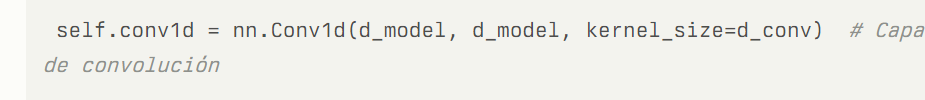 self.conv1d = nn.Conv1d(d_model, d_model, kernel_size=d_conv)  # Capa
de convolución